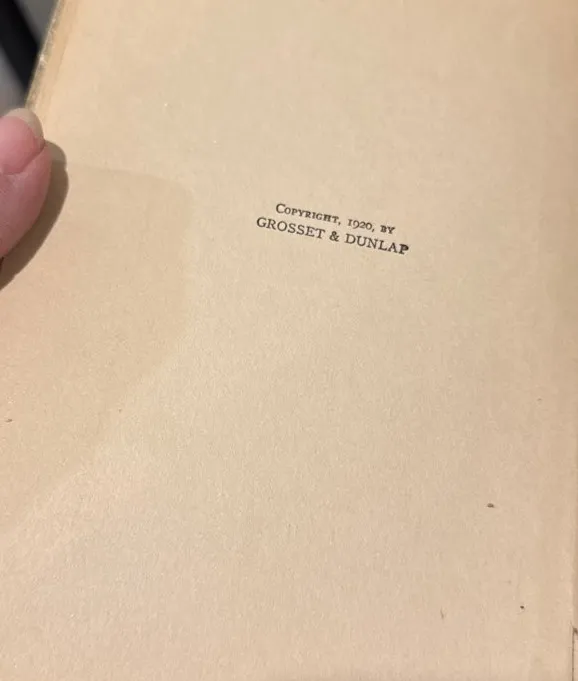 Copyright, 1920, by
GROSSET & DUNLAP